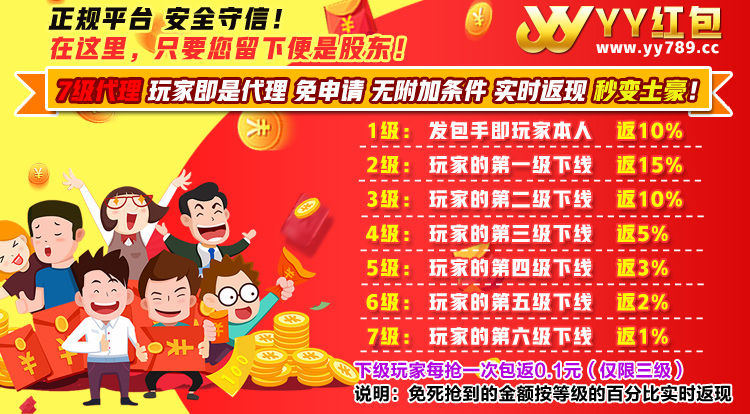 正规平台 安全守信！
在这里，只要您留下便是股东！
YY红包
www.yy789.cc
7级代理 玩家即是代理 免申请 无附加条件 实时返现 秒变土豪！
1级： 发包手即玩家本人 返10%
2级： 玩家的第一级下线 返15%
3级： 玩家的第二级下线 返10%
4级： 玩家的第三级下线 返5%
5级： 玩家的第四级下线 返3%
6级： 玩家的第五级下线 返2%
7级： 玩家的第六级下线 返1%
下级玩家每抢一次包返0.1元（仅限三级）
说明：免死抢到的金额按等级的百分比实时返现
100